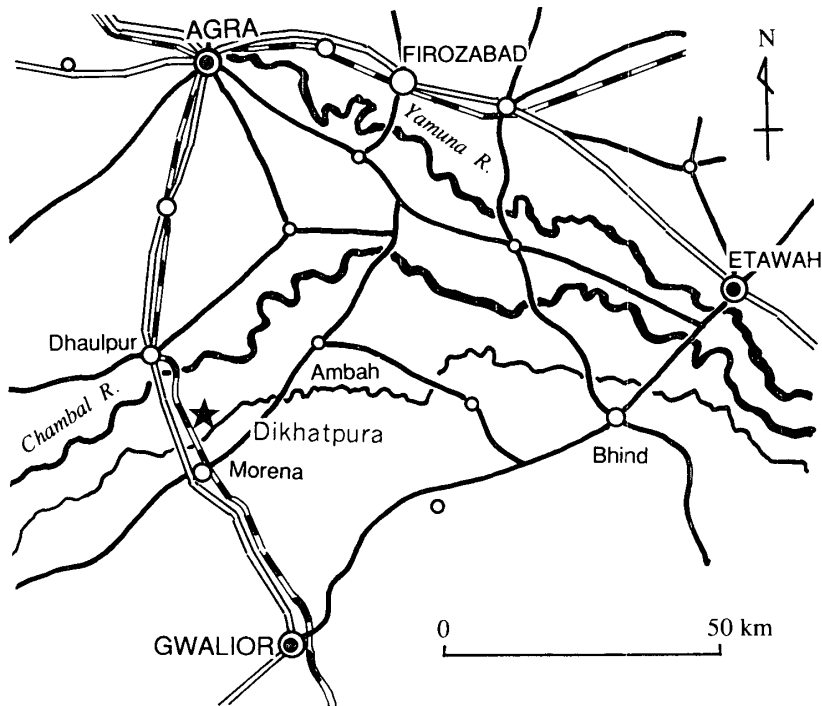 AGRA
FIROZABAD
N
Yamuna R.
ETAWAH
Dhaulpur
Ambah
Chambal R.
Dikhatpura
Morena
Bhind
GWALIOR
0 50 km